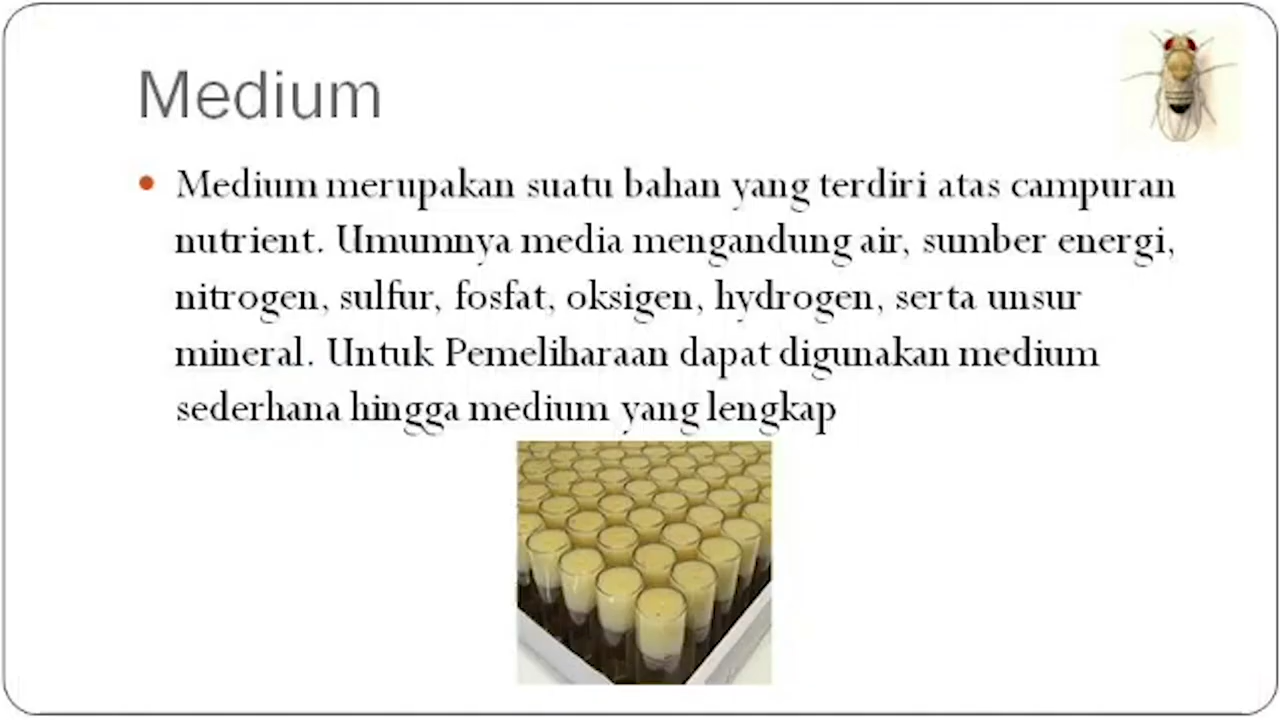 Medium
• Medium merupakan suatu bahan yang terdiri atas campuran
nutrient. Umumnya media mengandung air, sumber energi,
nitrogen, sulfur, fosfat, oksigen, hydrogen, serta unsur
mineral. Untuk Pemeliharaan dapat digunakan medium
sederhana hingga medium yang lengkap